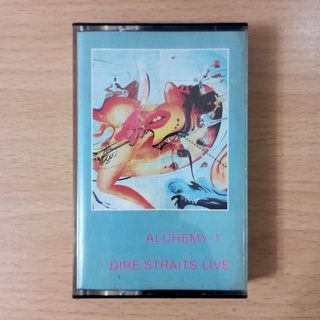 ALCHEMY 1
DIRE STRAITS LIVE